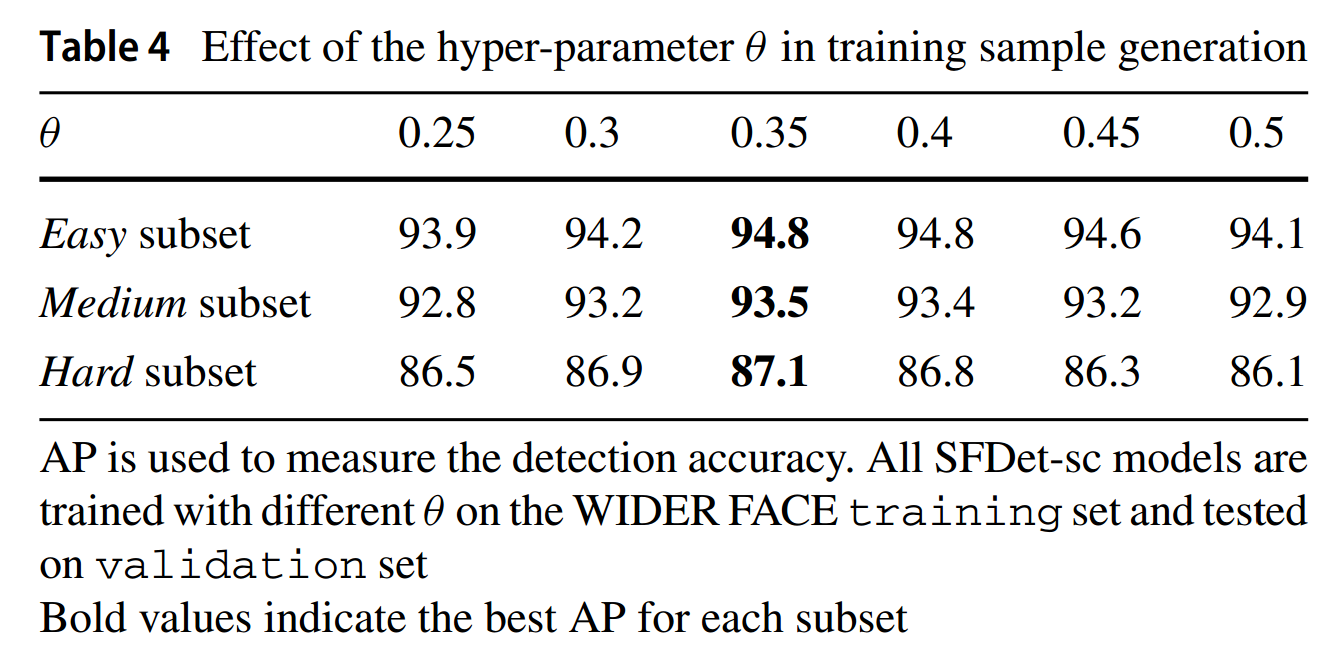 Table 4 Effect of the hyper-parameter θ in training sample generation
θ 0.25 0.3 0.35 0.4 0.45 0.5
Easy subset 93.9 94.2 94.8 94.8 94.6 94.1
Medium subset 92.8 93.2 93.5 93.4 93.2 92.9
Hard subset 86.5 86.9 87.1 86.8 86.3 86.1
AP is used to measure the detection accuracy. All SFDet-sc models are
trained with different θ on the WIDER FACE training set and tested
on validation set
Bold values indicate the best AP for each subset